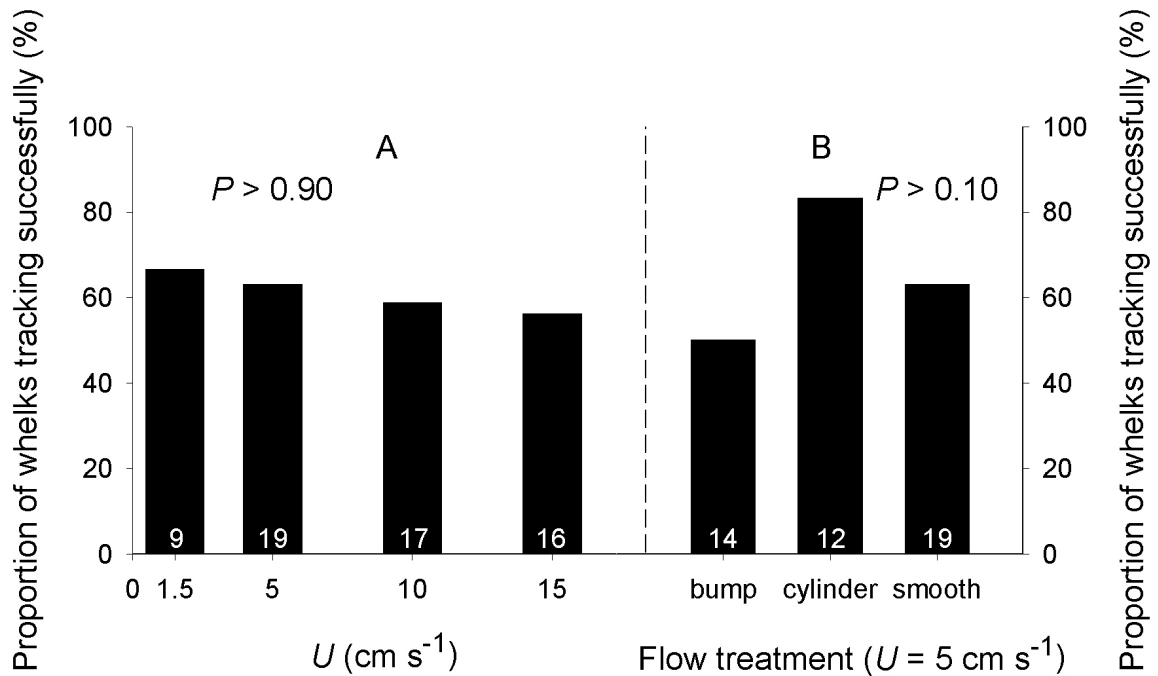 Proportion of whelks tracking successfully (%)
100
80
60
40
20
0
A
P > 0.90
9
19
17
16
0 1.5 5 10 15
U (cm s-1)
B
P > 0.10
14
12
19
bump cylinder smooth
Flow treatment (U = 5 cm s-1)
100
80
60
40
20
0
Proportion of whelks tracking successfully (%)